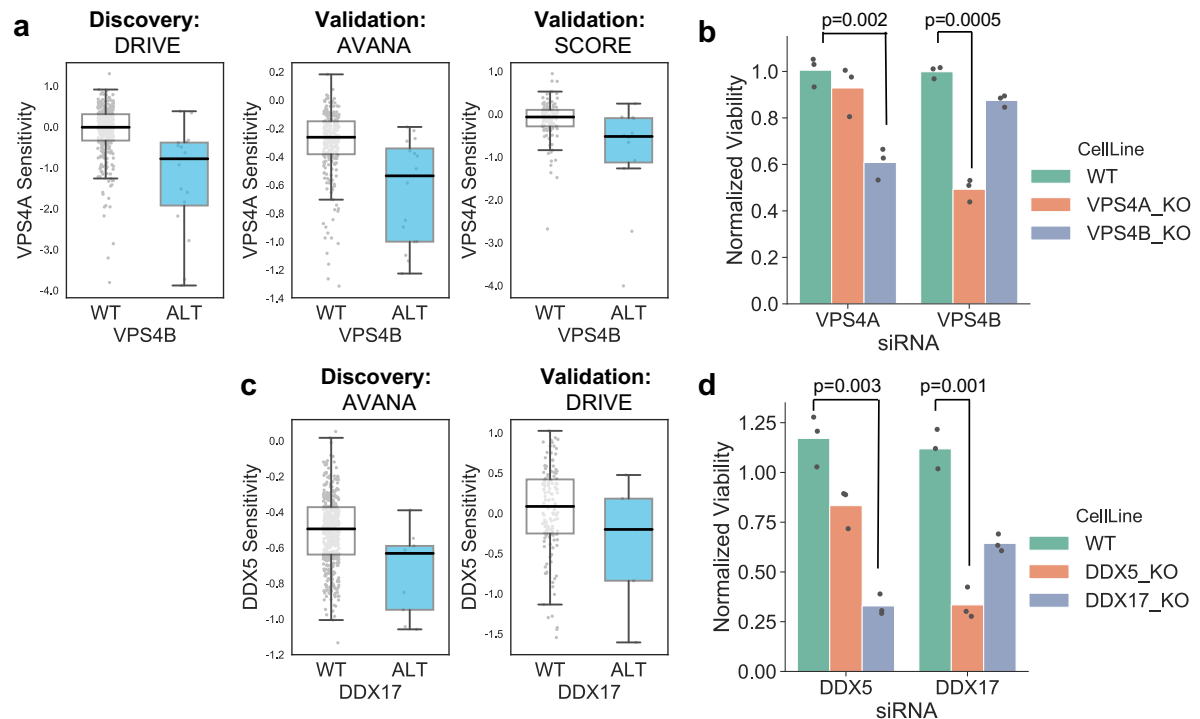 a
Discovery:
DRIVE
VPS4A Sensitivity
1.0
0.0
-1.0
-2.0
-3.0
-4.0
WT
ALT
VPS4B
Validation:
AVANA
VPS4A Sensitivity
0.2
0.0
-0.2
-0.4
-0.6
-0.8
-1.0
-1.2
-1.4
WT
ALT
VPS4B
Validation:
SCORE
VPS4A Sensitivity
1.0
0.0
-1.0
-2.0
-3.0
-4.0
WT
ALT
VPS4B
b
p=0.002
p=0.0005
Normalized Viability
1.0
0.8
0.6
0.4
0.2
0.0
VPS4A
VPS4B
siRNA
CellLine
WT
VPS4A_KO
VPS4B_KO
c
Discovery:
AVANA
DDX5 Sensitivity
0.0
-0.2
-0.4
-0.6
-0.8
-1.0
-1.2
WT
ALT
DDX17
Validation:
DRIVE
DDX5 Sensitivity
1.0
0.5
0.0
-0.5
-1.0
-1.5
WT
ALT
DDX17
d
p=0.003
p=0.001
Normalized Viability
1.25
1.00
0.75
0.50
0.25
0.00
DDX5
DDX17
siRNA
CellLine
WT
DDX5_KO
DDX17_KO